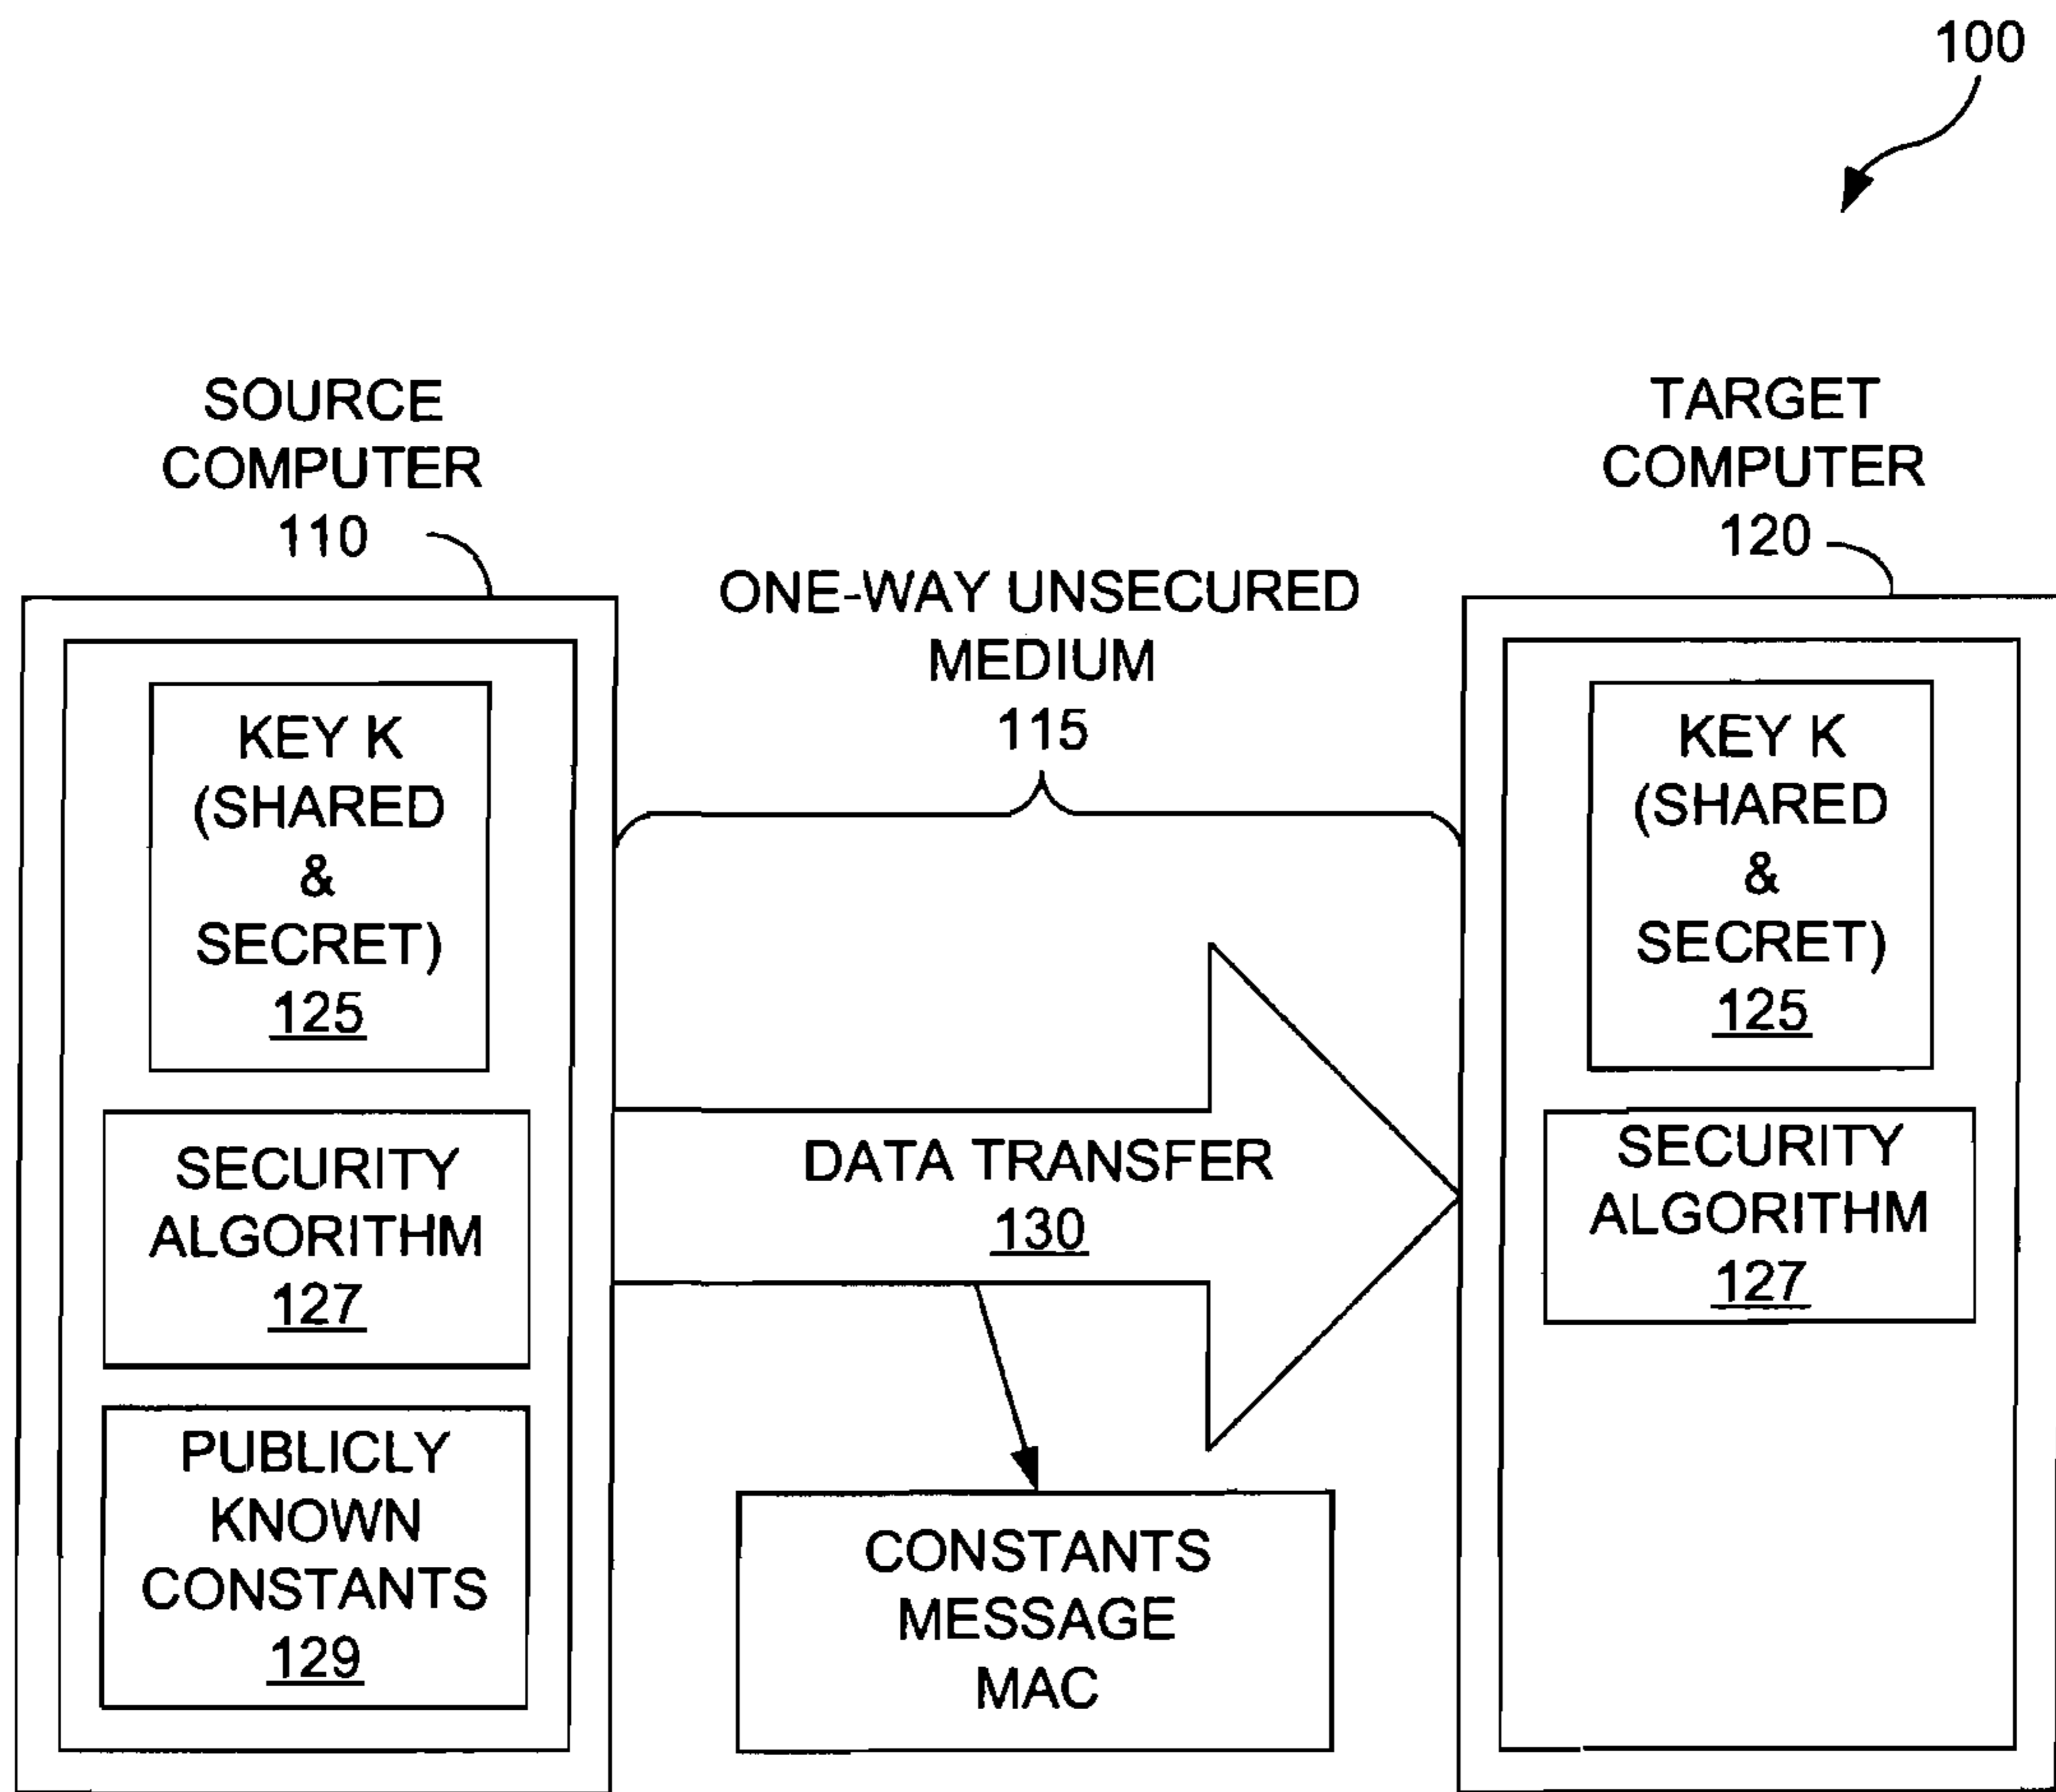 100
SOURCE
COMPUTER
110
KEY K
(SHARED
&
SECRET)
125
SECURITY
ALGORITHM
127
PUBLICLY
KNOWN
CONSTANTS
129
ONE-WAY UNSECURED
MEDIUM
115
DATA TRANSFER
130
CONSTANTS
MESSAGE
MAC
TARGET
COMPUTER
120
KEY K
(SHARED
&
SECRET)
125
SECURITY
ALGORITHM
127